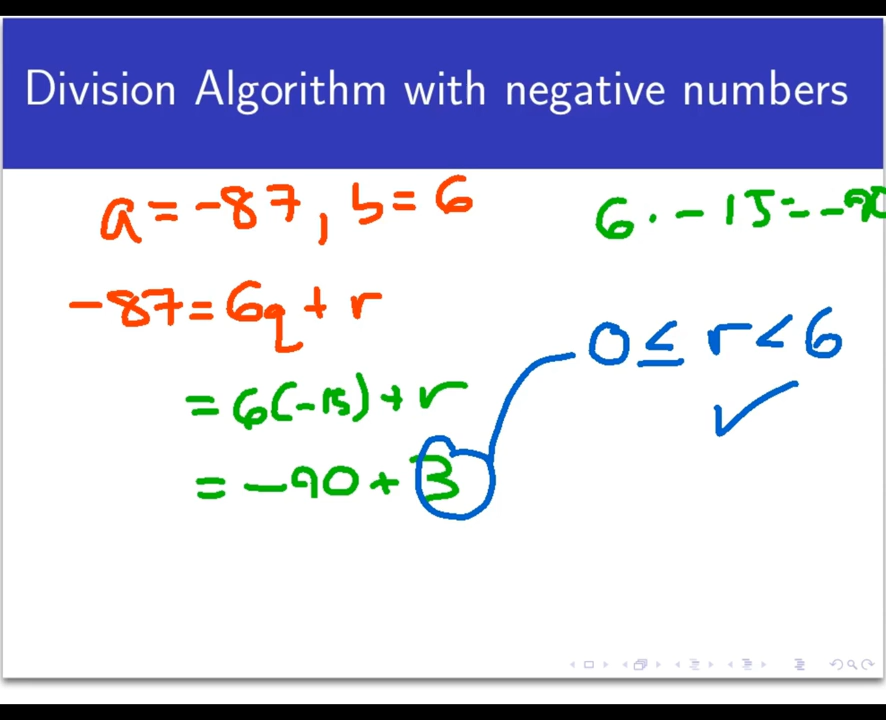 Division Algorithm with negative numbers
a = -87, b = 6
6 · -15 = -90
-87 = 6q + r
0 ≤ r < 6
= 6(-15) + r
= -90 + 3